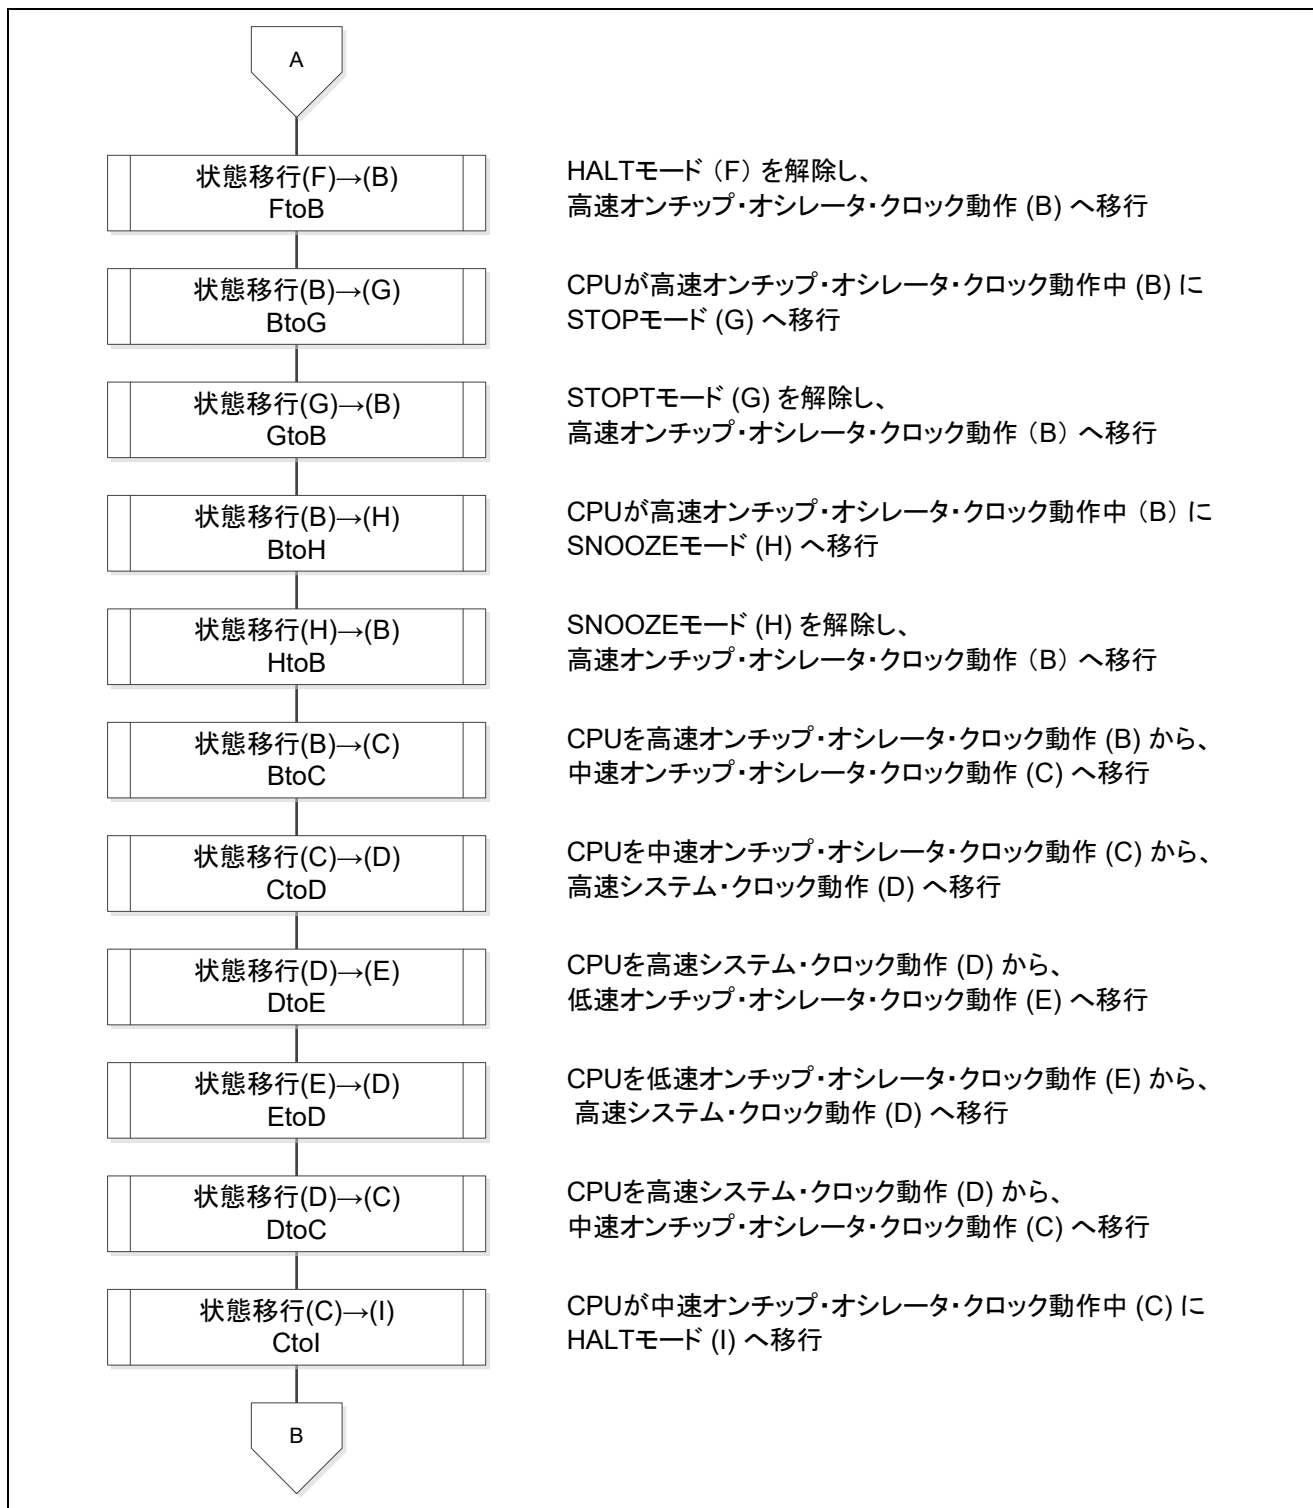 A
状態移行(F)→(B)
FtoB
HALTモード（F）を解除し、
高速オンチップ・オシレータ・クロック動作 (B) へ移行
状態移行(B)→(G)
BtoG
CPUが高速オンチップ・オシレータ・クロック動作中 (B) に
STOPモード (G) へ移行
状態移行(G)→(B)
GtoB
STOPTモード (G) を解除し、
高速オンチップ・オシレータ・クロック動作（B）へ移行
状態移行(B)→(H)
BtoH
CPUが高速オンチップ・オシレータ・クロック動作中（B）に
SNOOZEモード (H) へ移行
状態移行(H)→(B)
HtoB
SNOOZEモード (H) を解除し、
高速オンチップ・オシレータ・クロック動作（B）へ移行
状態移行(B)→(C)
BtoC
CPUを高速オンチップ・オシレータ・クロック動作 (B) から、
中速オンチップ・オシレータ・クロック動作 (C) へ移行
状態移行(C)→(D)
CtoD
CPUを中速オンチップ・オシレータ・クロック動作 (C) から、
高速システム・クロック動作 (D) へ移行
状態移行(D)→(E)
DtoE
CPUを高速システム・クロック動作 (D) から、
低速オンチップ・オシレータ・クロック動作 (E) へ移行
状態移行(E)→(D)
EtoD
CPUを低速オンチップ・オシレータ・クロック動作 (E) から、
高速システム・クロック動作 (D) へ移行
状態移行(D)→(C)
DtoC
CPUを高速システム・クロック動作 (D) から、
中速オンチップ・オシレータ・クロック動作 (C) へ移行
状態移行(C)→(I)
CtoI
CPUが中速オンチップ・オシレータ・クロック動作中 (C) に
HALTモード (I) へ移行
B